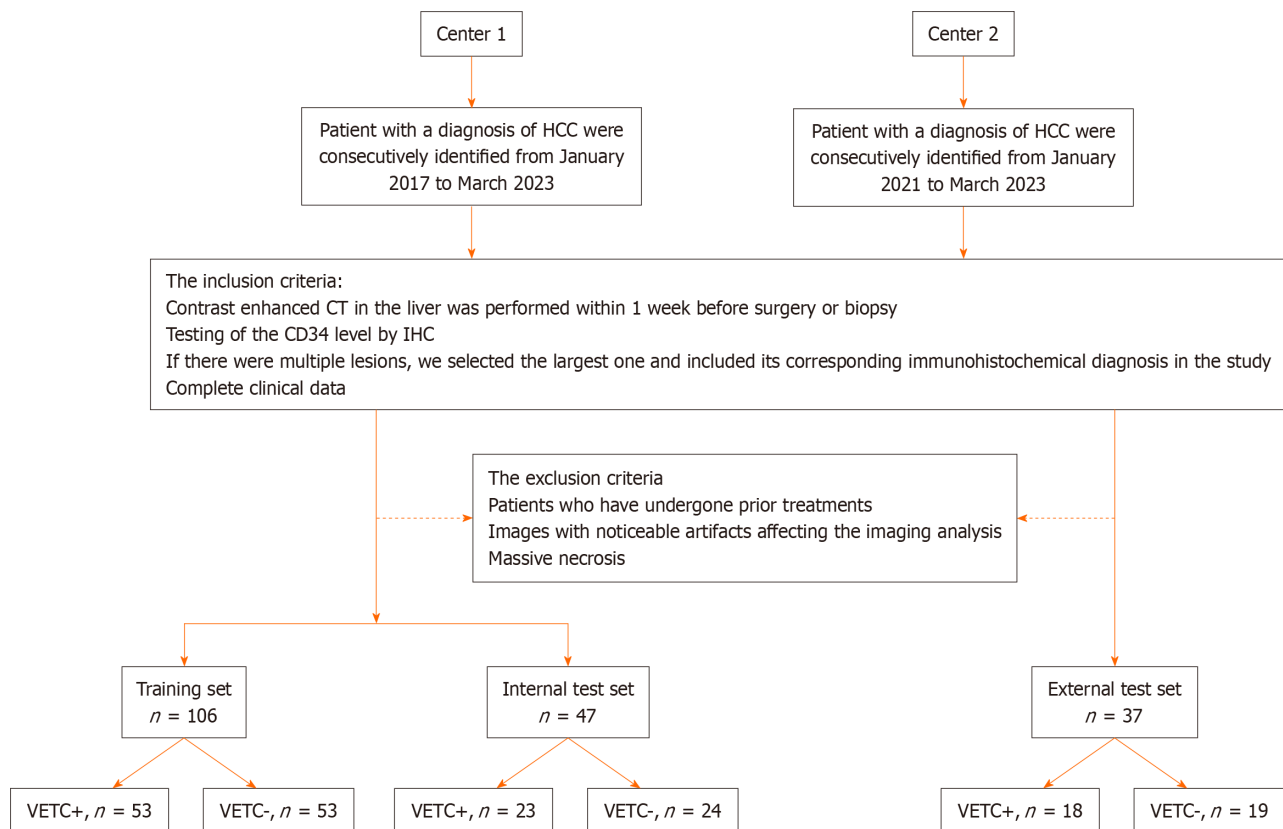 Center 1
Center 2
Patient with a diagnosis of HCC were
consecutively identified from January
2017 to March 2023
Patient with a diagnosis of HCC were
consecutively identified from January
2021 to March 2023
The inclusion criteria:
Contrast enhanced CT in the liver was performed within 1 week before surgery or biopsy
Testing of the CD34 level by IHC
If there were multiple lesions, we selected the largest one and included its corresponding immunohistochemical diagnosis in the study
Complete clinical data
The exclusion criteria
Patients who have undergone prior treatments
Images with noticeable artifacts affecting the imaging analysis
Massive necrosis
Training set
n = 106
Internal test set
n = 47
External test set
n = 37
VETC+, n = 53
VETC-, n = 53
VETC+, n = 23
VETC-, n = 24
VETC+, n = 18
VETC-, n = 19